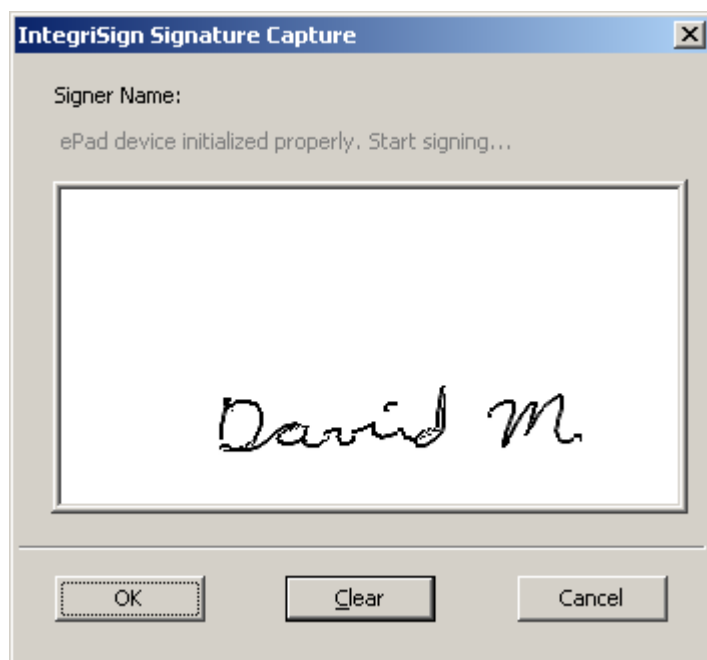 IntegriSign Signature Capture
Signer Name:
ePad device initialized properly. Start signing...
David M.
OK Clear Cancel